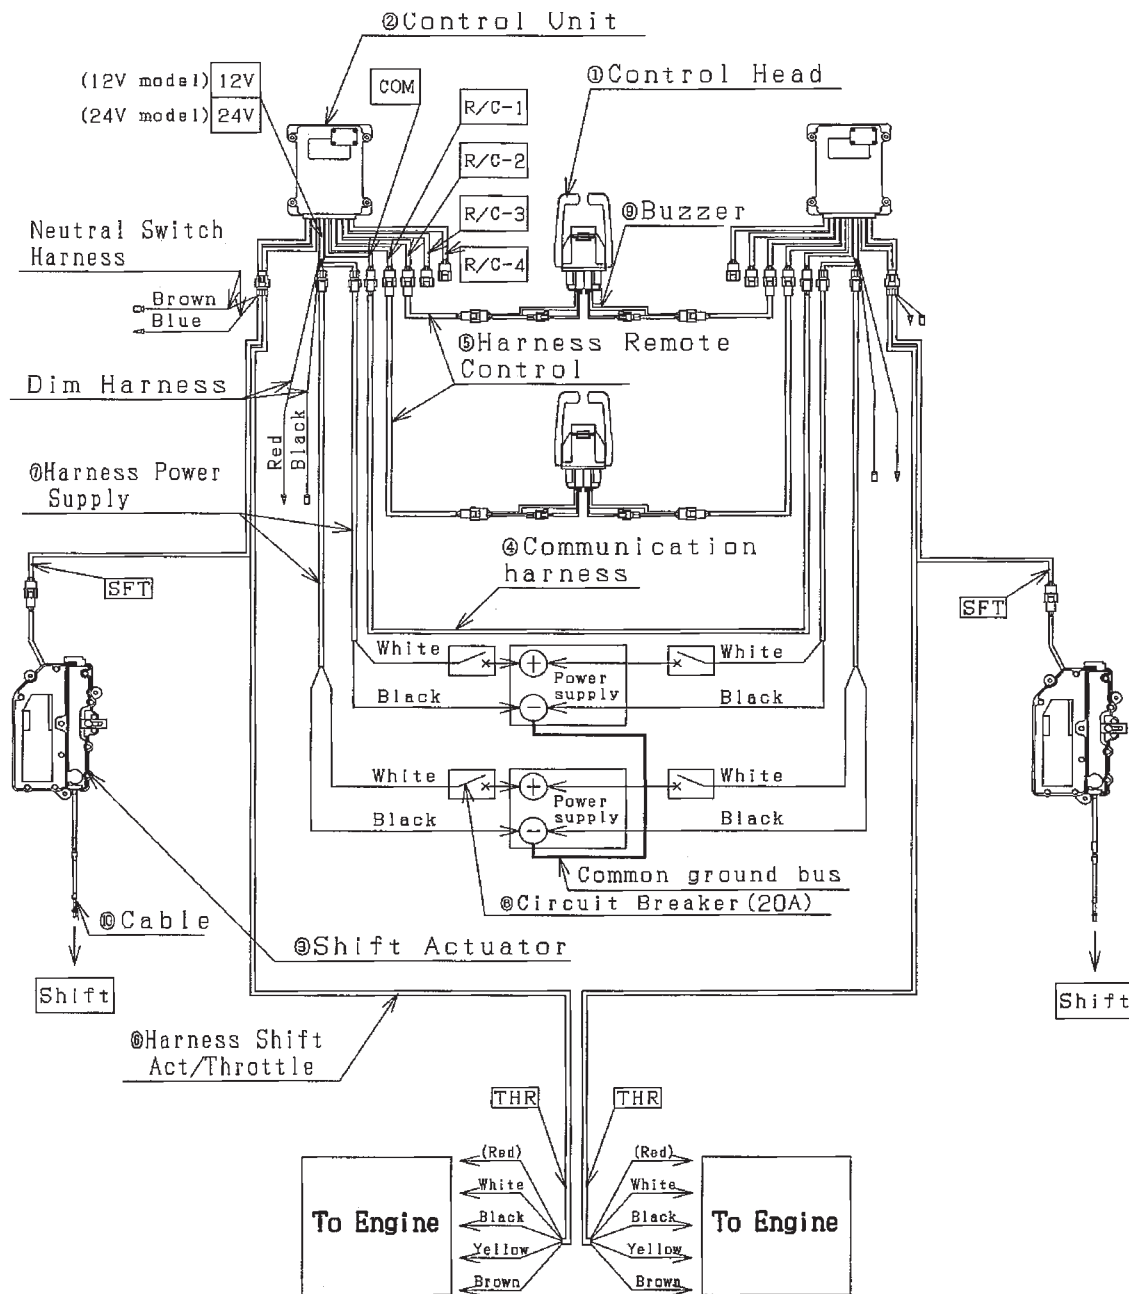 ②Control Unit
(12V model) 12V
(24V model) 24V
COM
①Control Head
R/C-1
R/C-2
R/C-3
R/C-4
⑨Buzzer
Neutral Switch
Harness
Brown
Blue
⑤Harness Remote
Control
Dim Harness
Red
Black
⑦Harness Power
Supply
④Communication
harness
SFT
SFT
White
White
Power
supply
Black
Black
White
White
Power
supply
Black
Black
Common ground bus
⑧Circuit Breaker(20A)
⑩Cable
③Shift Actuator
Shift
Shift
⑥Harness Shift
Act/Throttle
THR
THR
(Red)
White
Black
Yellow
Brown
To Engine
(Red)
White
Black
Yellow
Brown
To Engine